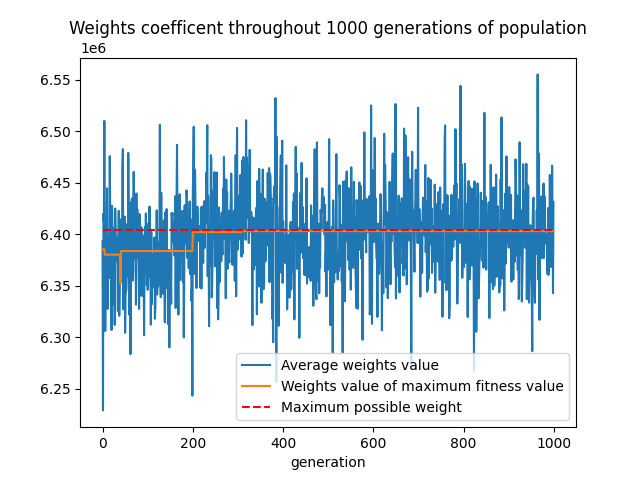 Weights coefficent throughout 1000 generations of population
1e6
6.55
6.50
6.45
6.40
6.35
6.30
6.25
Average weights value
Weights value of maximum fitness value
Maximum possible weight
0 200 400 600 800 1000
generation